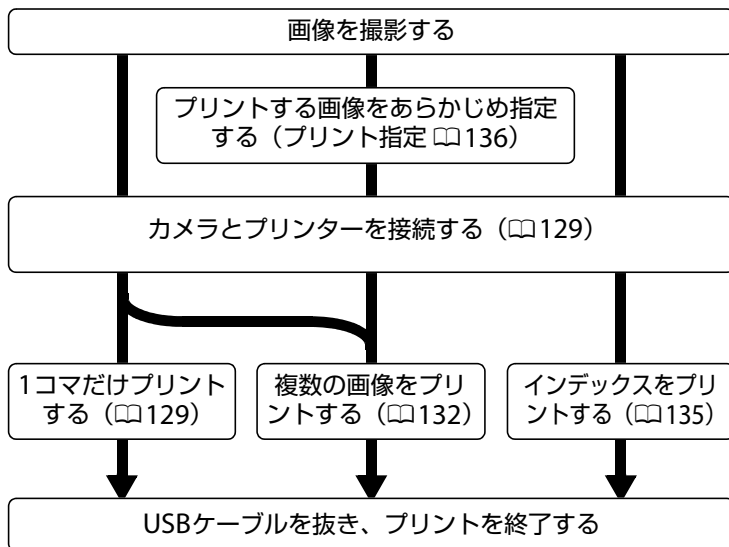 画像を撮影する
プリントする画像をあらかじめ指定
する（プリント指定 📖136）
カメラとプリンターを接続する（📖129）
1コマだけプリント
する（📖129）
複数の画像をプリ
ントする（📖132）
インデックスをプリ
ントする（📖135）
USBケーブルを抜き、プリントを終了する